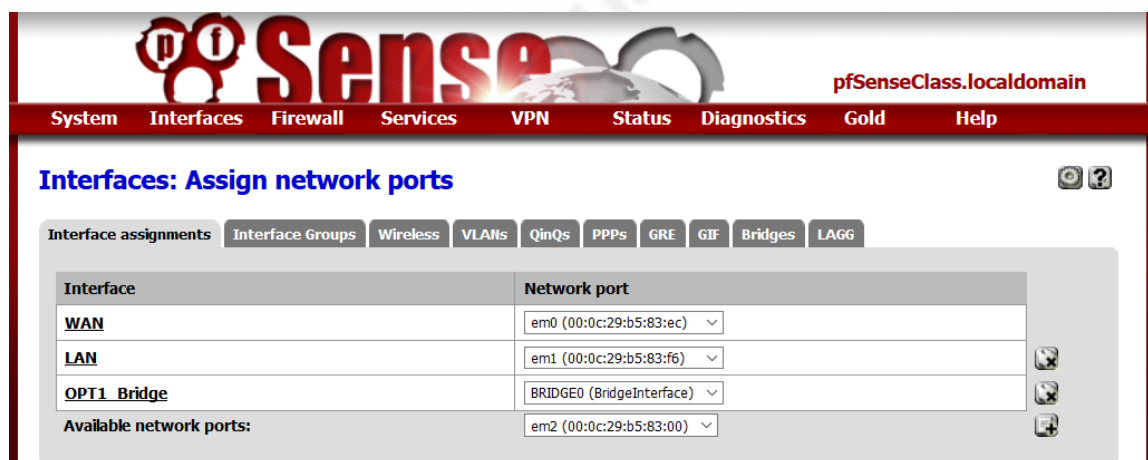 pf Sense
pfSenseClass.localdomain
System Interfaces Firewall Services VPN Status Diagnostics Gold Help
Interfaces: Assign network ports
?
Interface assignments Interface Groups Wireless VLANs QinQs PPPs GRE GIF Bridges LAGG
Interface Network port
WAN em0 (00:0c:29:b5:83:ec)
LAN em1 (00:0c:29:b5:83:f6)
OPT1_Bridge BRIDGE0 (BridgeInterface)
Available network ports: em2 (00:0c:29:b5:83:00)